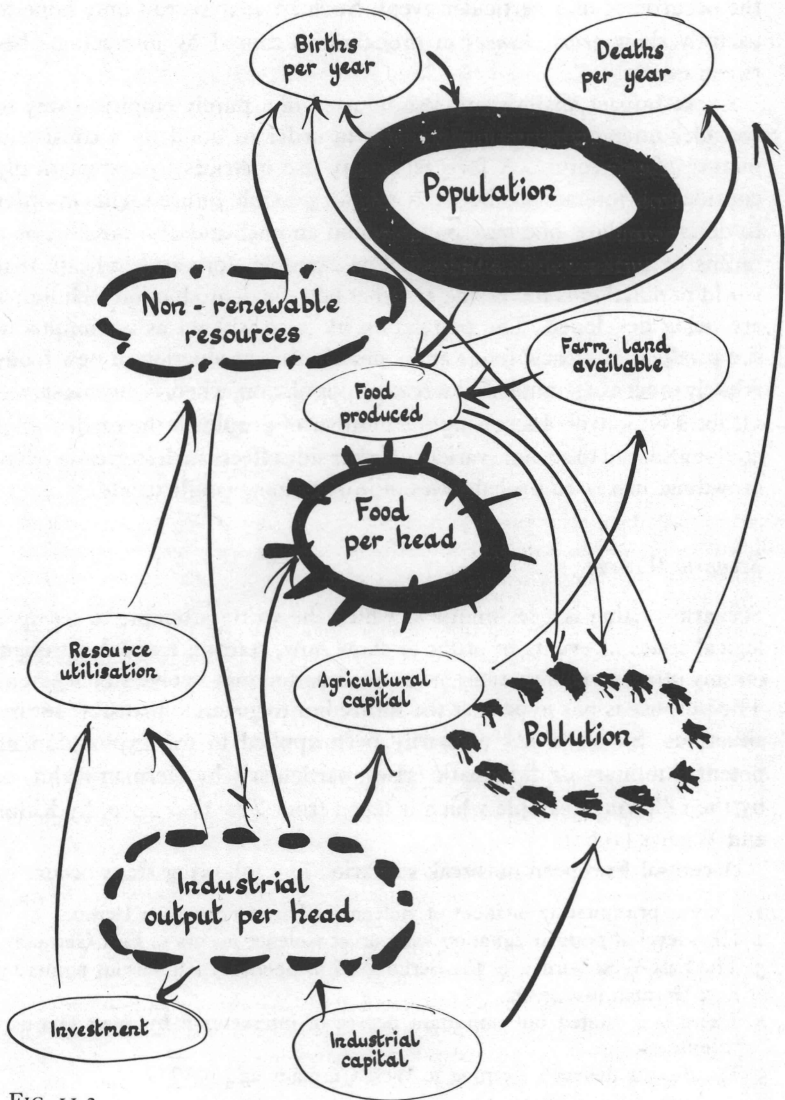 Births
per year
Deaths
per year
Population
Non-renewable
resources
Farm land
available
Food
produced
Food
per head
Resource
utilisation
Agricultural
capital
Pollution
Industrial
output per head
Investment
Industrial
capital
FIG.